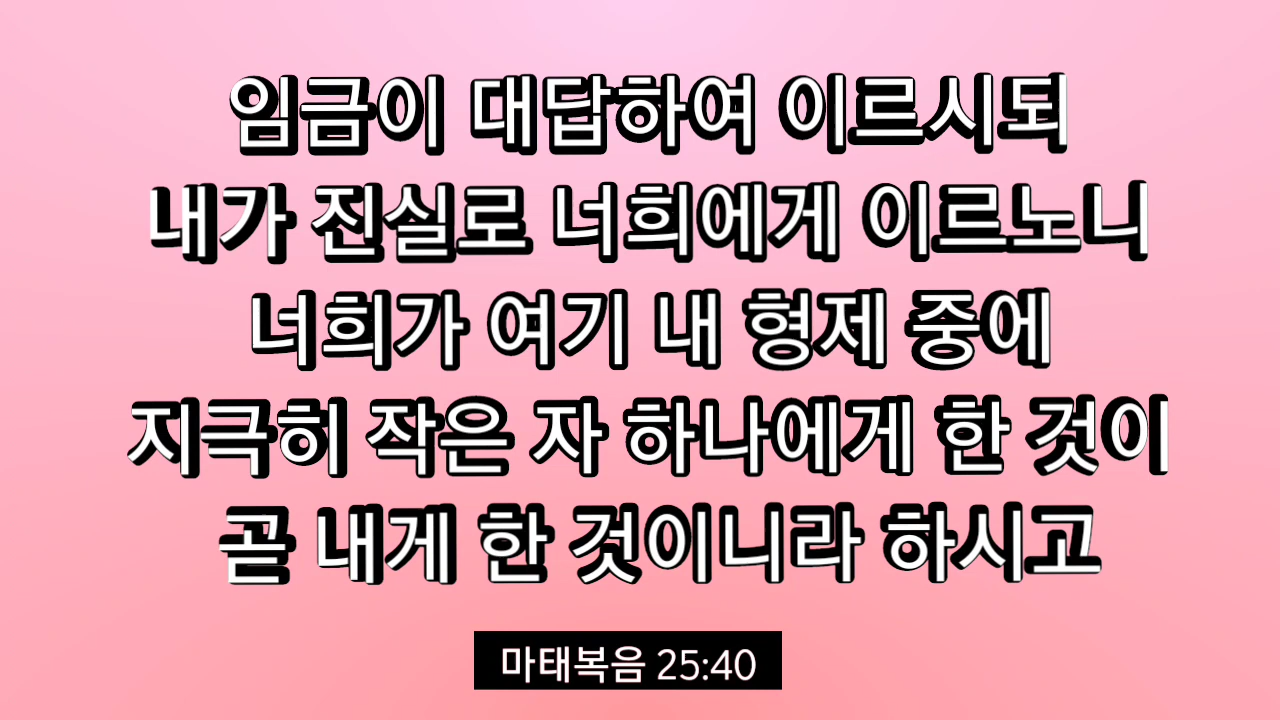 임금이 대답하여 이르시되
내가 진실로 너희에게 이르노니
너희가 여기 내 형제 중에
지극히 작은 자 하나에게 한 것이
곧 내게 한 것이니라 하시고
마태복음 25:40